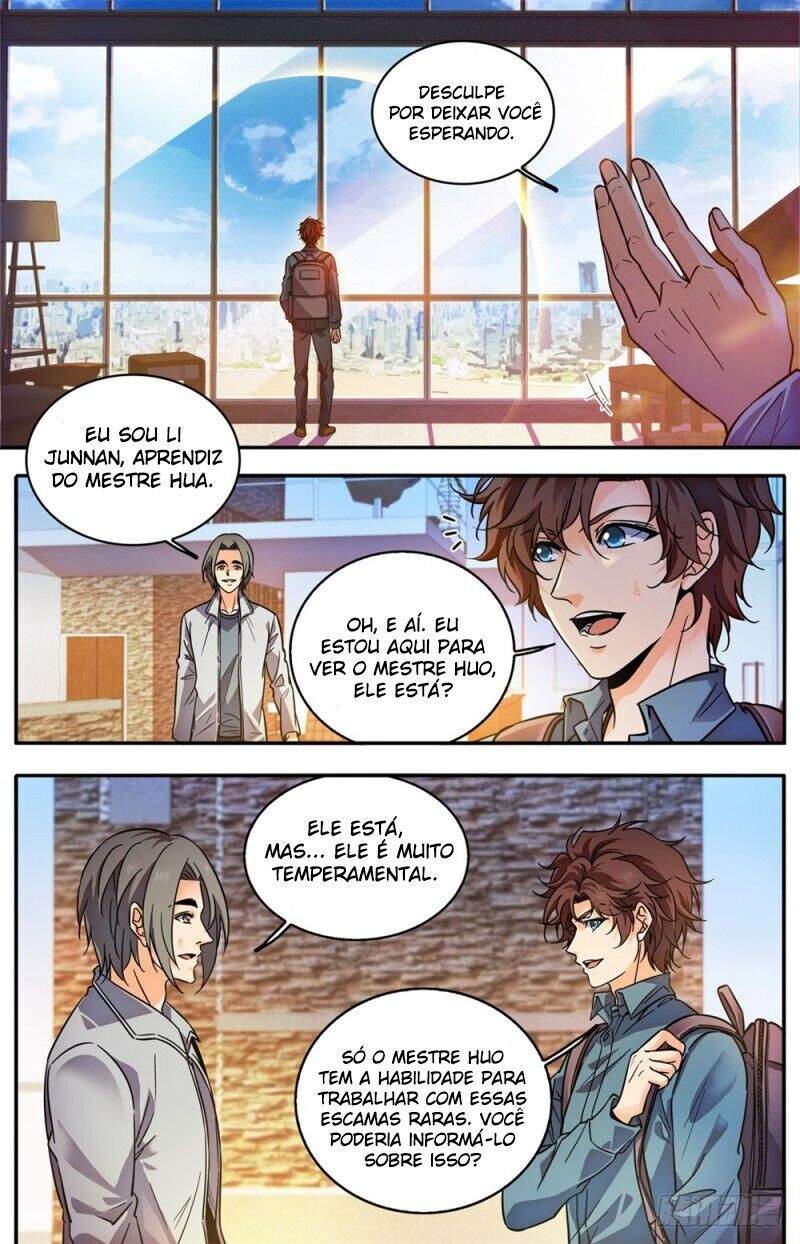 DESCULPE
POR DEIXAR VOCÊ
ESPERANDO.
EU SOU LI
JUNNAN, APRENDIZ
DO MESTRE HUA.
OH, E AÍ. EU
ESTOU AQUI PARA
VER O MESTRE HUO,
ELE ESTÁ?
ELE ESTÁ,
MAS... ELE É MUITO
TEMPERAMENTAL.
SÓ O MESTRE HUO
TEM A HABILIDADE PARA
TRABALHAR COM ESSAS
ESCAMAS RARAS. VOCÊ
PODERIA INFORMÁ-LO
SOBRE ISSO?